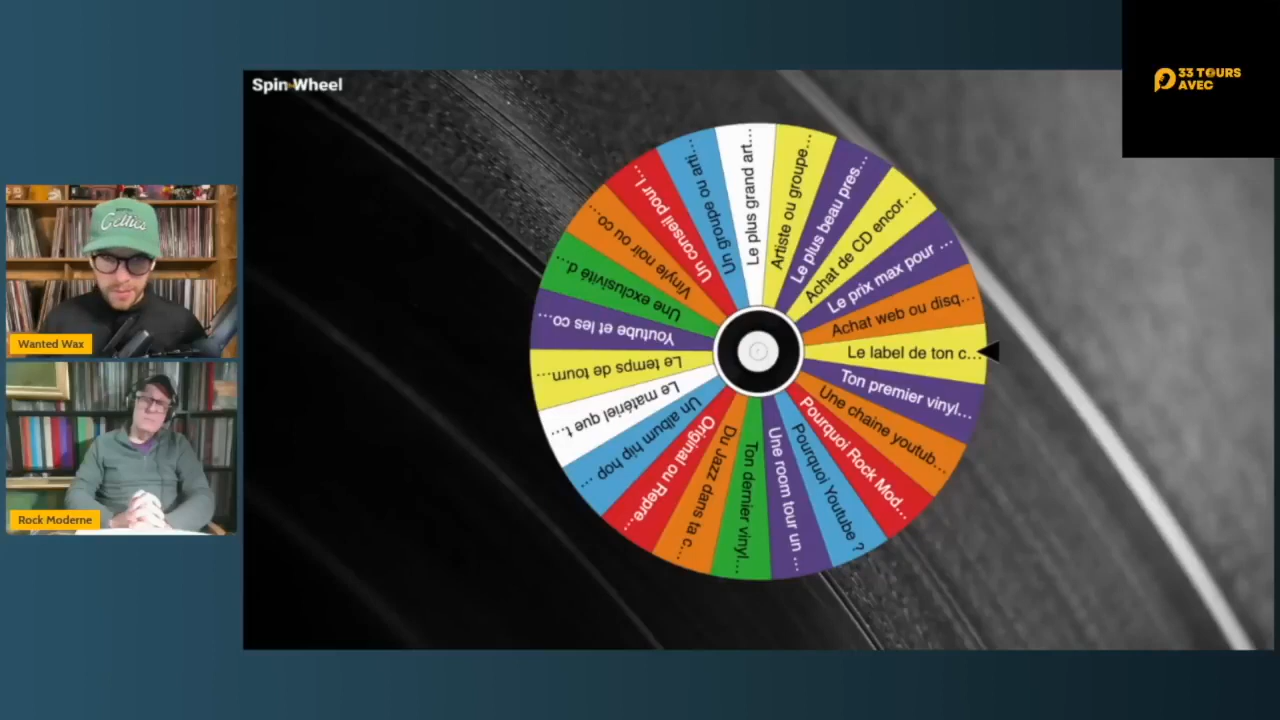 Spin Wheel
33 TOURS
AVEC
Celtics
Wanted Wax
Rock Moderne
Le plus grand art...
Artiste ou groupe...
Le plus beau pres...
Achat de CD encor...
Le prix max pour ...
Achat web ou disq...
Le label de ton c...
Ton premier vinyl...
Une chaine youtub...
Pourquoi Rock Mod...
Pourquoi Youtube ?
Une room tour un ...
Ton dernier vinyl...
Du Jazz dans ta c...
Original ou Repre...
Un album hip hop ...
Le matériel que t...
Le temps de tourn...
Youtube et les co...
Une exclusivité d...
Vinyle noir ou co...
Un conseil pour l...
Un groupe ou arti...